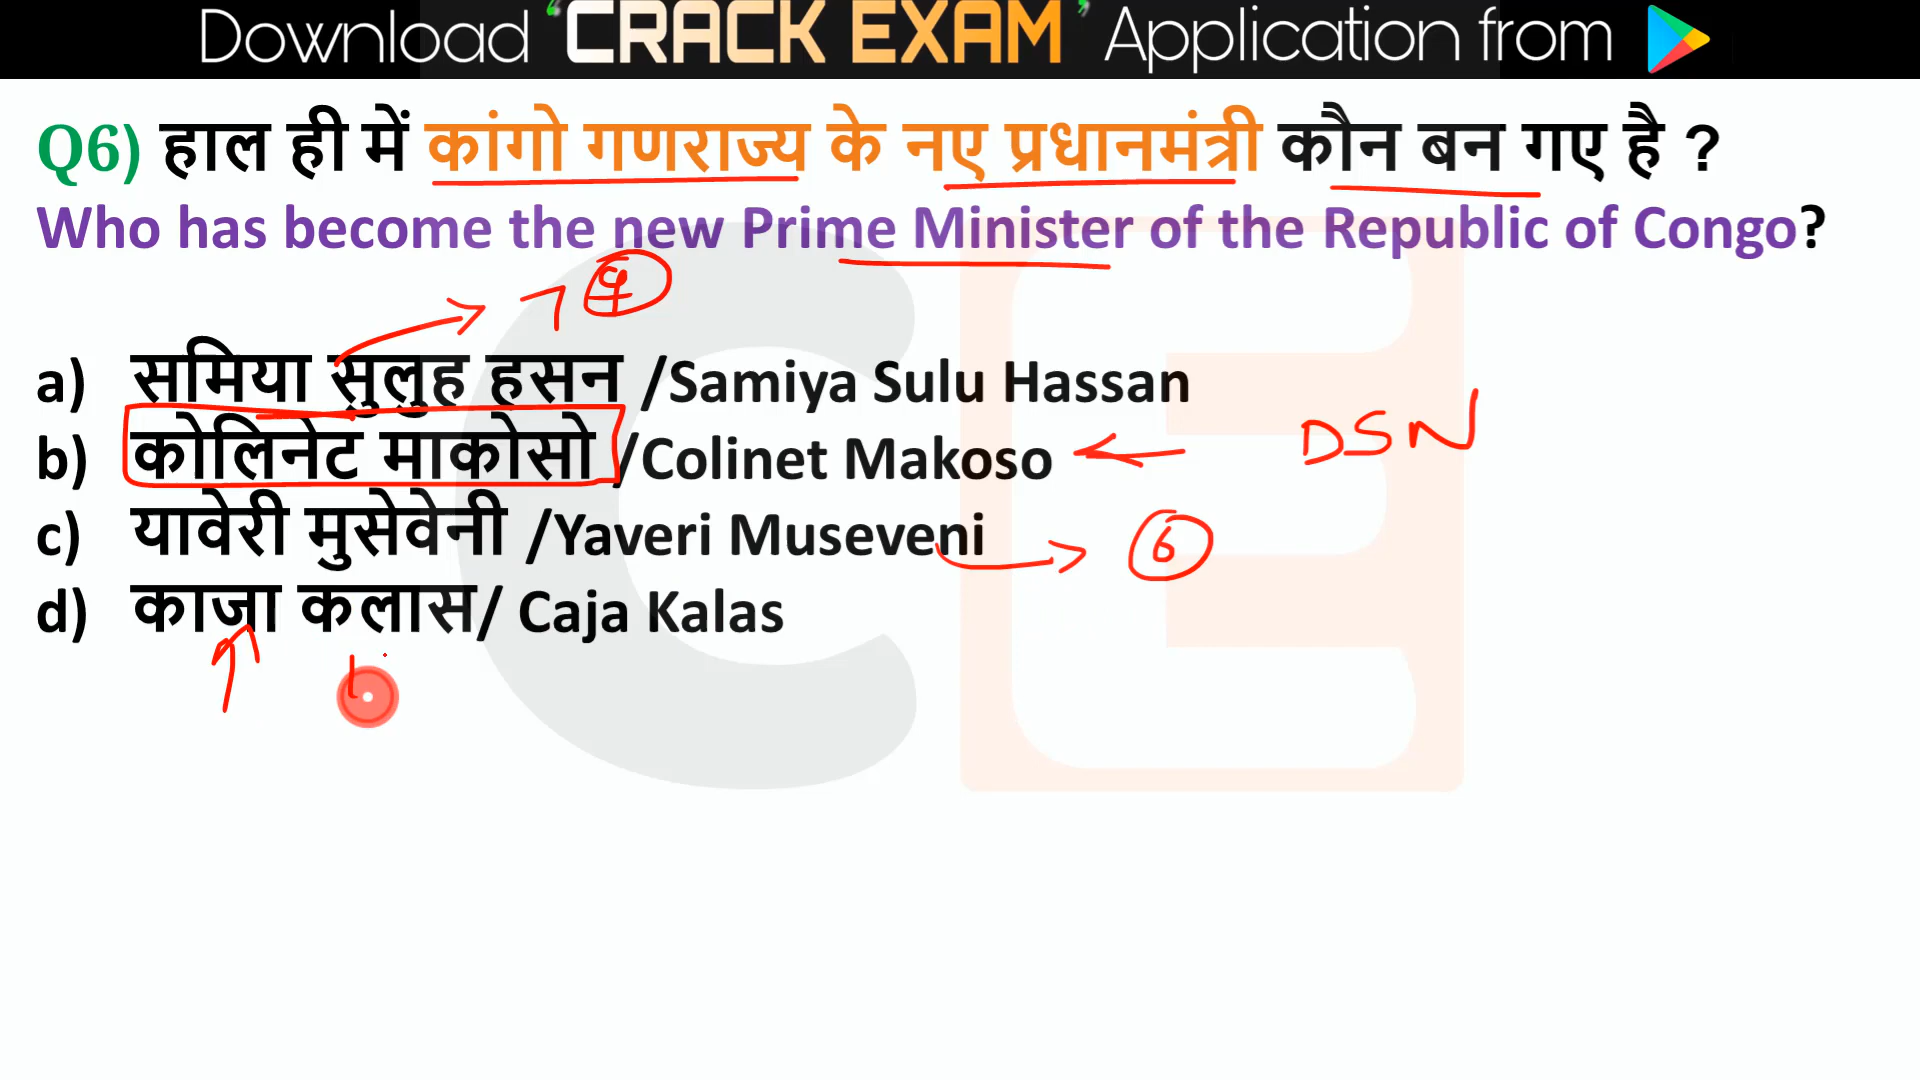 Download ‘CRACK EXAM’ Application from
Q6) हाल ही में कांगो गणराज्य के नए प्रधानमंत्री कौन बन गए है ?
Who has become the new Prime Minister of the Republic of Congo?
a) समिया सुलुह हसन /Samiya Sulu Hassan
b) कोलिनेट माकोसो /Colinet Makoso
DSN
c) यावेरी मुसेवेनी /Yaveri Museveni
6
d) काजा कलास/ Caja Kalas
CE